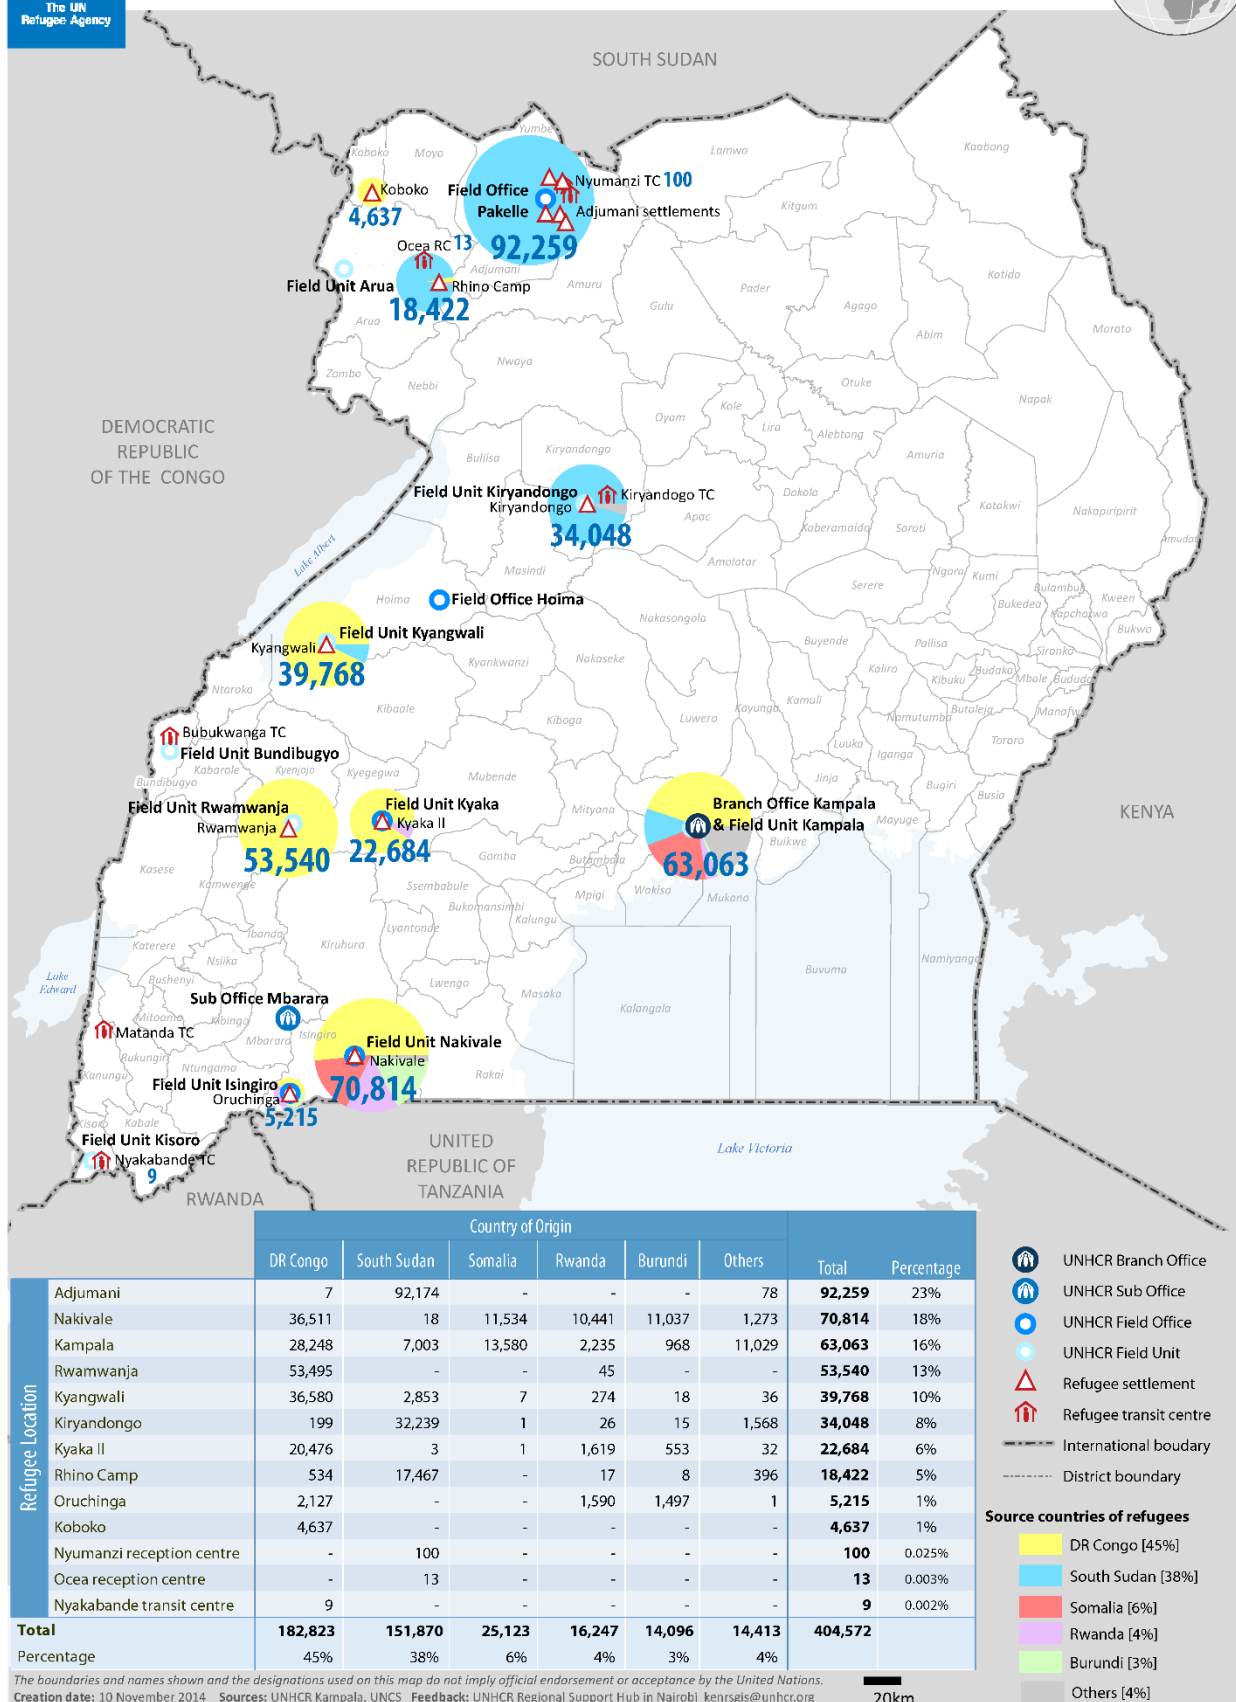 The UN
Refugee Agency
SOUTH SUDAN
Yumbe
Koboko
Moyo
Lamwo
Kaabong
Koboko
4,637
Field Office
Pakelle
Nyumanzi TC 100
Adjumani settlements
92,259
Kitgum
Ocea RC 13
Adjumani
Field Unit Arua
Rhino Camp
18,422
Amuru
Gulu
Pader
Kotido
Agago
Abim
Moroto
Arua
Zombo
Nebbi
Nwoya
Otuke
Napak
DEMOCRATIC
REPUBLIC
OF THE CONGO
Oyam
Kole
Lira
Alebtong
Buliisa
Kiryandongo
Amuria
Field Unit Kiryandongo
Kiryandongo
Kiryandogo TC
34,048
Apac
Dokolo
Kaberamaido
Soroti
Katakwi
Nakapiripirit
Amudat
Lake Albert
Masindi
Amolatar
Serere
Ngora
Kumi
Bulambuli
Kween
Bukedea
Kapchorwa
Bukwo
Hoima
Field Office Hoima
Nakasongola
Field Unit Kyangwali
Kyangwali
39,768
Kyankwanzi
Nakaseke
Buyende
Pallisa
Sironko
Kaliro
Kibuku
Budaka
Mbale
Bududa
Ntoroko
Kibaale
Kiboga
Luwero
Kayunga
Kamuli
Namutumba
Butaleja
Manafwa
Bubukwanga TC
Field Unit Bundibugyo
Luuka
Iganga
Tororo
Bundibugyo
Kabarole
Kyenjojo
Kyegegwa
Mubende
Jinja
Bugiri
Busia
Field Unit Rwamwanja
Rwamwanja
53,540
Field Unit Kyaka
Kyaka II
22,684
Mityana
Branch Office Kampala
& Field Unit Kampala
63,063
Mayuge
Buikwe
KENYA
Kasese
Kamwenge
Gomba
Butambala
Ssembabule
Mpigi
Wakiso
Mukono
Bukomansimbi
Kalungu
Lyantonde
Katerere
Ibanda
Kiruhura
Nsiika
Lake
Edward
Bushenyi
Lwengo
Masaka
Kalangala
Buvuma
Namiyango
Sub Office Mbarara
Mitooma
Kibingo
Matanda TC
Mbarara
Isingiro
Field Unit Nakivale
Nakivale
70,814
Rukungiri
Ntungamo
Kanungu
Rakai
Field Unit Isingiro
Oruchinga
5,215
Kisoro
Kabale
Field Unit Kisoro
Nyakabande TC
9
RWANDA
UNITED
REPUBLIC OF
TANZANIA
Lake Victoria
Country of Origin
DR Congo South Sudan Somalia Rwanda Burundi Others Total Percentage
Refugee Location
Adjumani 7 92,174 - - - 78 92,259 23%
Nakivale 36,511 18 11,534 10,441 11,037 1,273 70,814 18%
Kampala 28,248 7,003 13,580 2,235 968 11,029 63,063 16%
Rwamwanja 53,495 - - 45 - - 53,540 13%
Kyangwali 36,580 2,853 7 274 18 36 39,768 10%
Kiryandongo 199 32,239 1 26 15 1,568 34,048 8%
Kyaka II 20,476 3 1 1,619 553 32 22,684 6%
Rhino Camp 534 17,467 - 17 8 396 18,422 5%
Oruchinga 2,127 - - 1,590 1,497 1 5,215 1%
Koboko 4,637 - - - - - 4,637 1%
Nyumanzi reception centre - 100 - - - - 100 0.025%
Ocea reception centre - 13 - - - - 13 0.003%
Nyakabande transit centre 9 - - - - - 9 0.002%
Total 182,823 151,870 25,123 16,247 14,096 14,413 404,572
Percentage 45% 38% 6% 4% 3% 4%
UNHCR Branch Office
UNHCR Sub Office
UNHCR Field Office
UNHCR Field Unit
Refugee settlement
Refugee transit centre
International boudary
District boundary
Source countries of refugees
DR Congo [45%]
South Sudan [38%]
Somalia [6%]
Rwanda [4%]
Burundi [3%]
Others [4%]
The boundaries and names shown and the designations used on this map do not imply official endorsement or acceptance by the United Nations.
Creation date: 10 November 2014 Sources: UNHCR Kampala, UNCS Feedback: UNHCR Regional Support Hub in Nairobi kenrsgis@unhcr.org
20km